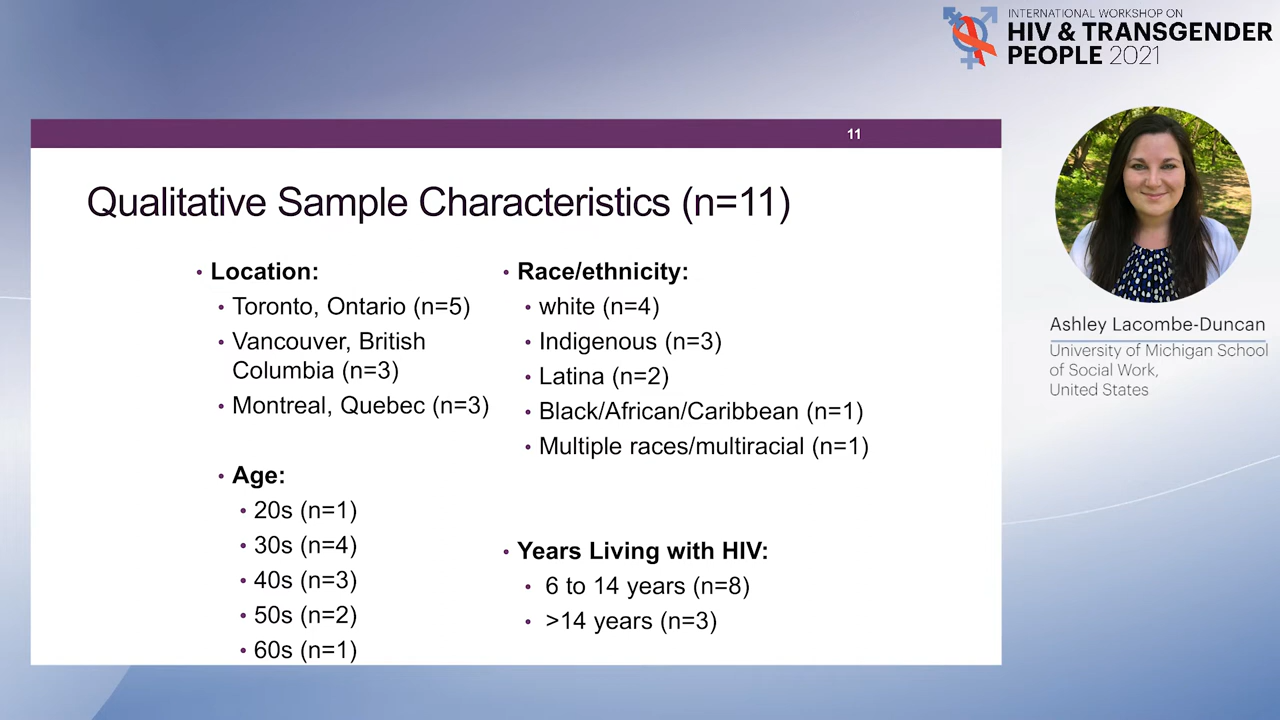 INTERNATIONAL WORKSHOP ON
HIV & TRANSGENDER
PEOPLE 2021
11
Qualitative Sample Characteristics (n=11)
• Location:
• Toronto, Ontario (n=5)
• Vancouver, British
Columbia (n=3)
• Montreal, Quebec (n=3)
• Age:
• 20s (n=1)
• 30s (n=4)
• 40s (n=3)
• 50s (n=2)
• 60s (n=1)
• Race/ethnicity:
• white (n=4)
• Indigenous (n=3)
• Latina (n=2)
• Black/African/Caribbean (n=1)
• Multiple races/multiracial (n=1)
• Years Living with HIV:
• 6 to 14 years (n=8)
• >14 years (n=3)
Ashley Lacombe-Duncan
University of Michigan School
of Social Work,
United States